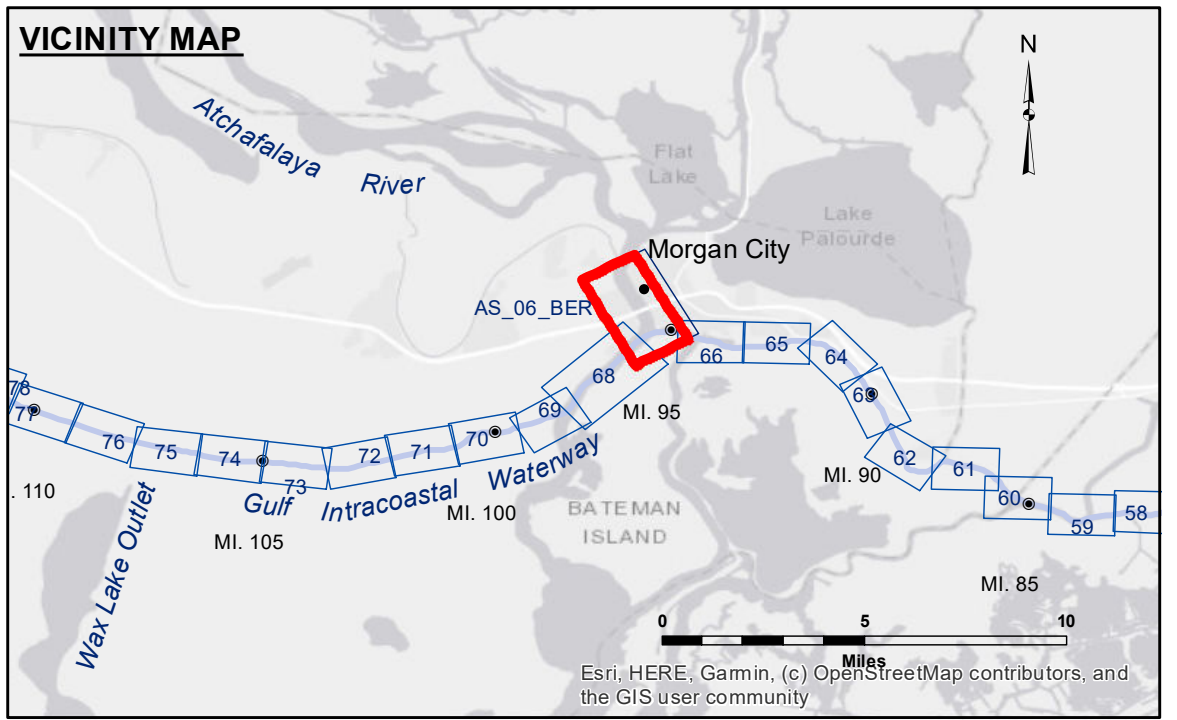 VICINITY MAP
N
Atchafalaya
River
Flat
Lake
Lake
Palourde
Morgan City
AS_06_BER
66
65
64
68
63
78
77
69
MI. 95
76
75
74
73
72
71
70
62
61
60
59
58
. 110
Wax Lake Outlet
Gulf Intracoastal Waterway
MI. 105
MI. 100
MI. 90
BATEMAN
ISLAND
MI. 85
0 5 10
Miles
Esri, HERE, Garmin, (c) OpenStreetMap contributors, and
the GIS user community